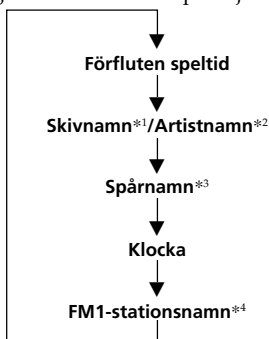 Förfluten speltid
Skivnamn*1/Artistnamn*2
Spårnamn*3
Klocka
FM1-stationsnamn*4